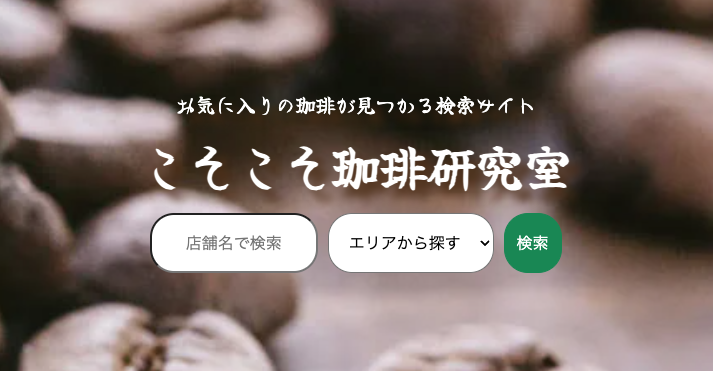 お気に入りの珈琲が見つかる検索サイト
こそこそ珈琲研究室
店舗名で検索 エリアから探す 検索